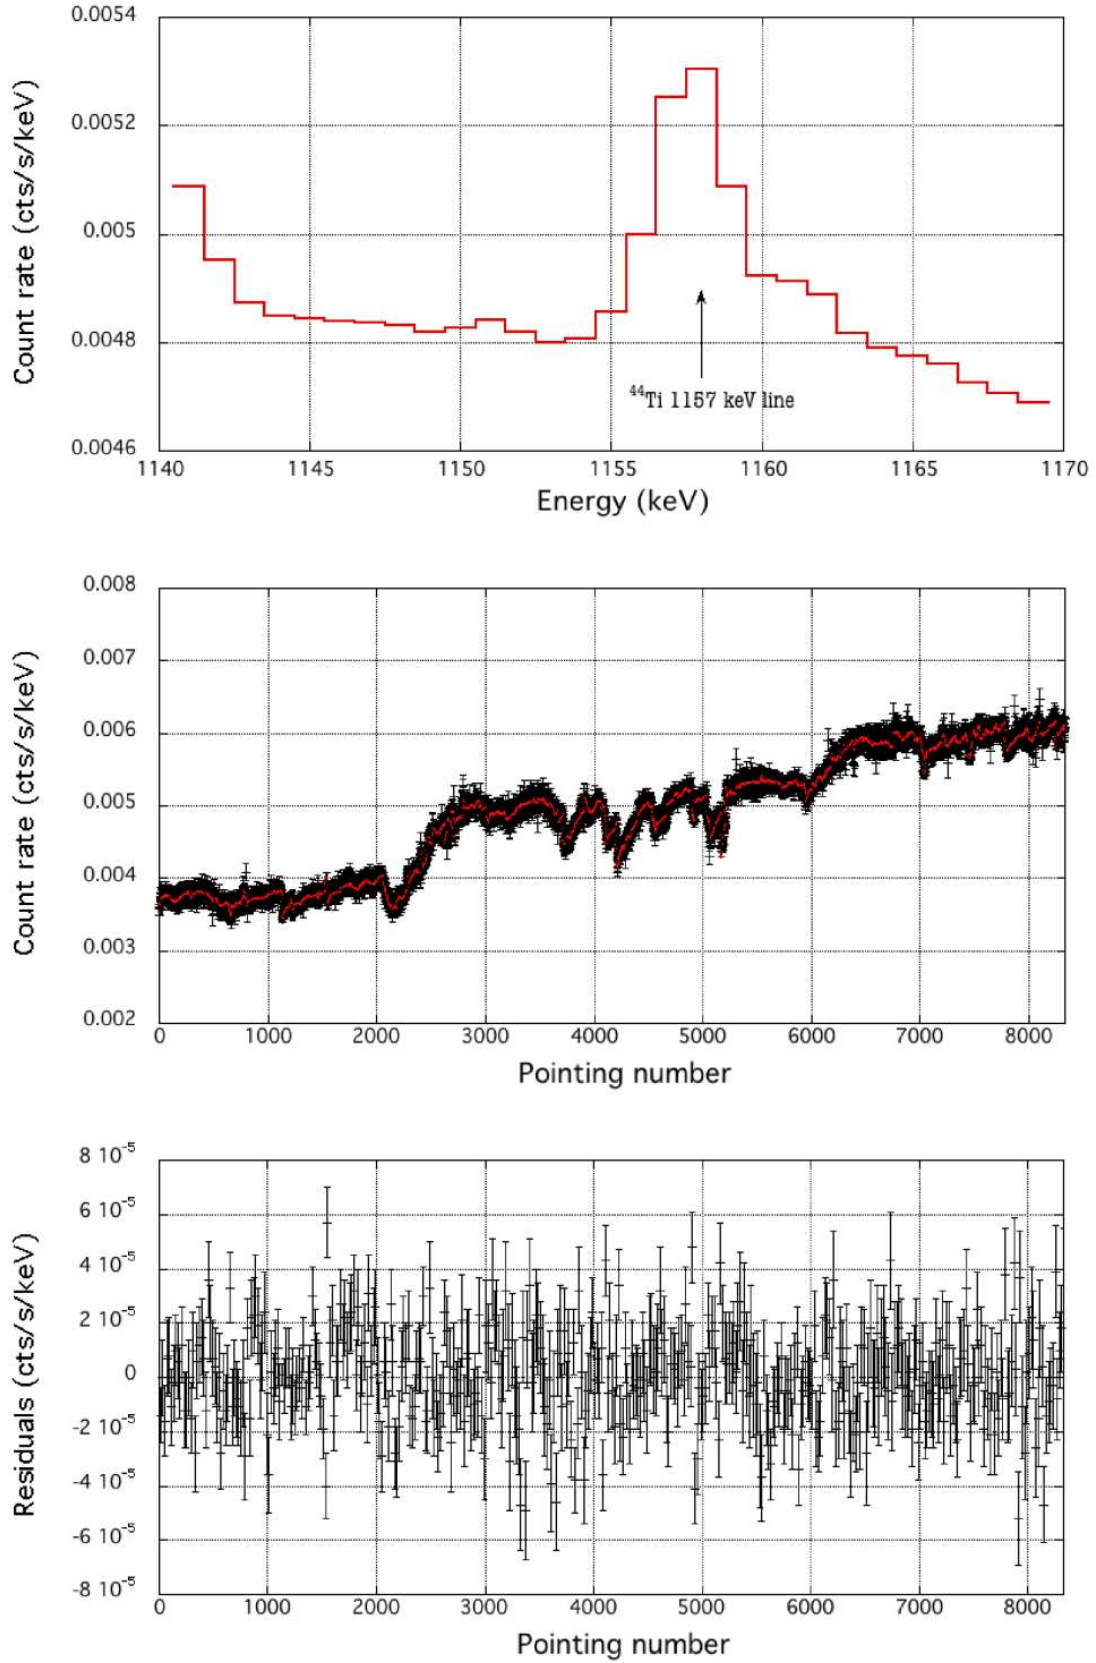 0.0054
0.0052
0.005
0.0048
0.0046
Count rate (cts/s/keV)
⁴⁴Ti 1157 keV line
1140 1145 1150 1155 1160 1165 1170
Energy (keV)
0.008
0.007
0.006
0.005
0.004
0.003
0.002
Count rate (cts/s/keV)
0 1000 2000 3000 4000 5000 6000 7000 8000
Pointing number
8 10⁻⁵
6 10⁻⁵
4 10⁻⁵
2 10⁻⁵
0
-2 10⁻⁵
-4 10⁻⁵
-6 10⁻⁵
-8 10⁻⁵
Residuals (cts/s/keV)
0 1000 2000 3000 4000 5000 6000 7000 8000
Pointing number